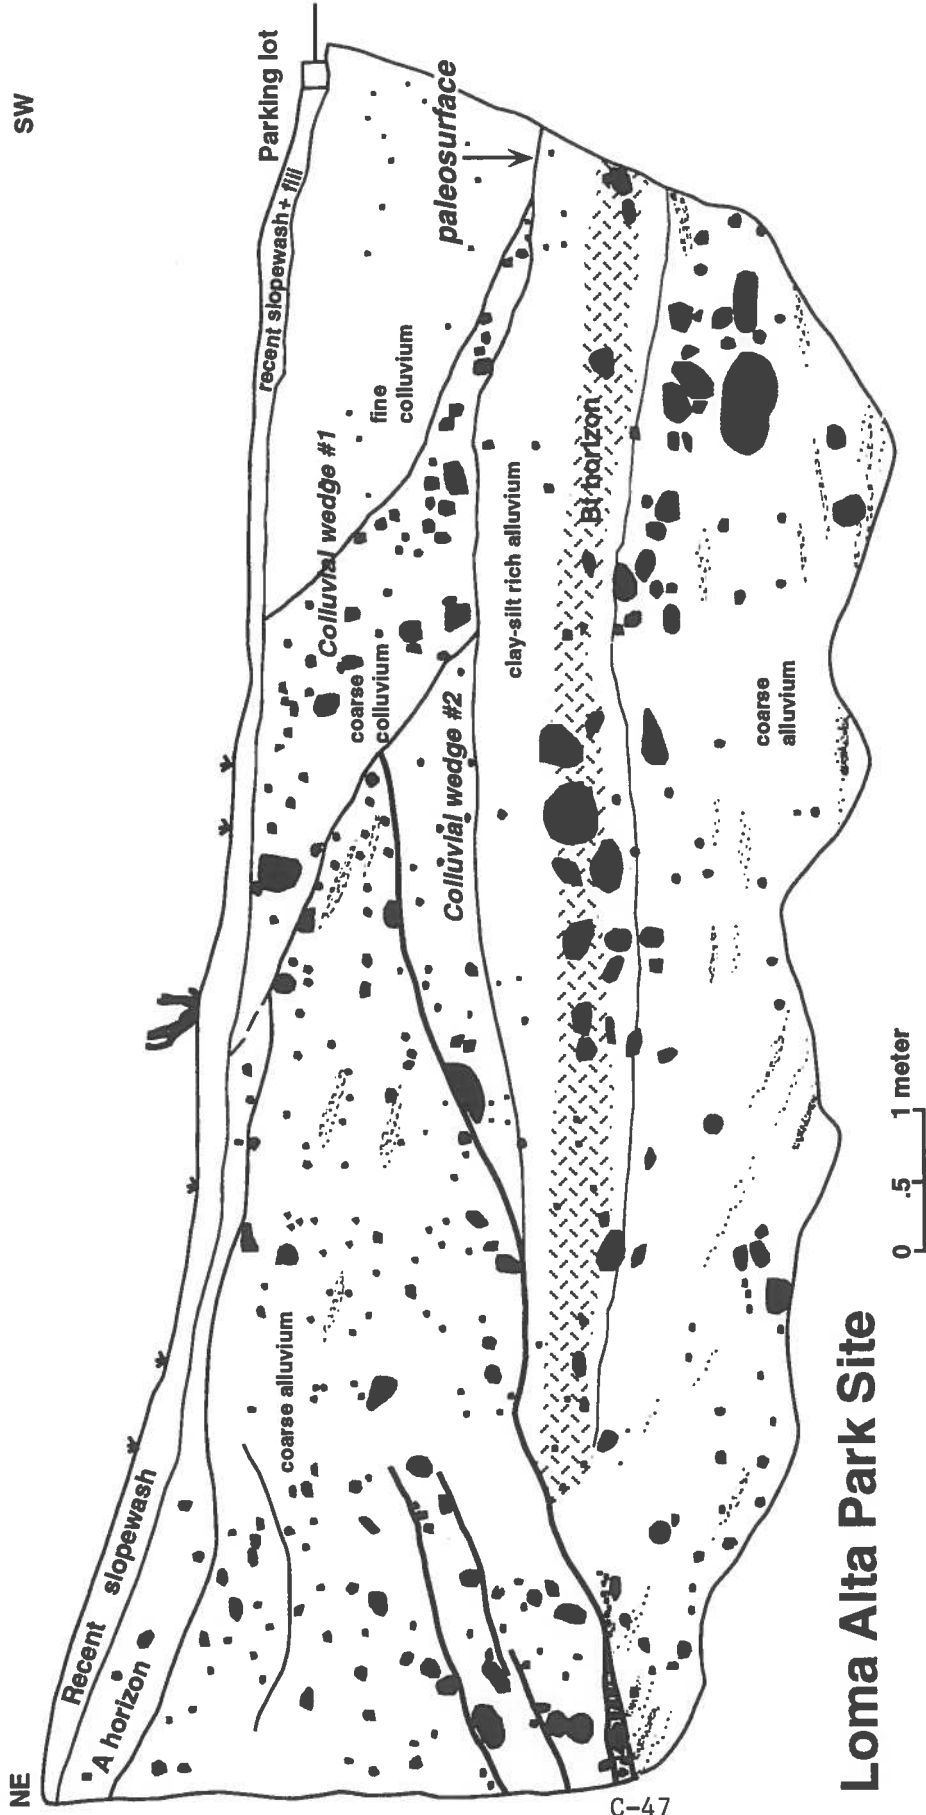 NE
SW
Parking lot
recent slopewash + fill
paleosurface
fine
colluvium
Colluvial wedge #1
coarse
colluvium
Colluvial wedge #2
clay-silt rich alluvium
Bt horizon
coarse
alluvium
coarse alluvium
Recent slopewash
A horizon
0 .5 1 meter
Loma Alta Park Site
C-47